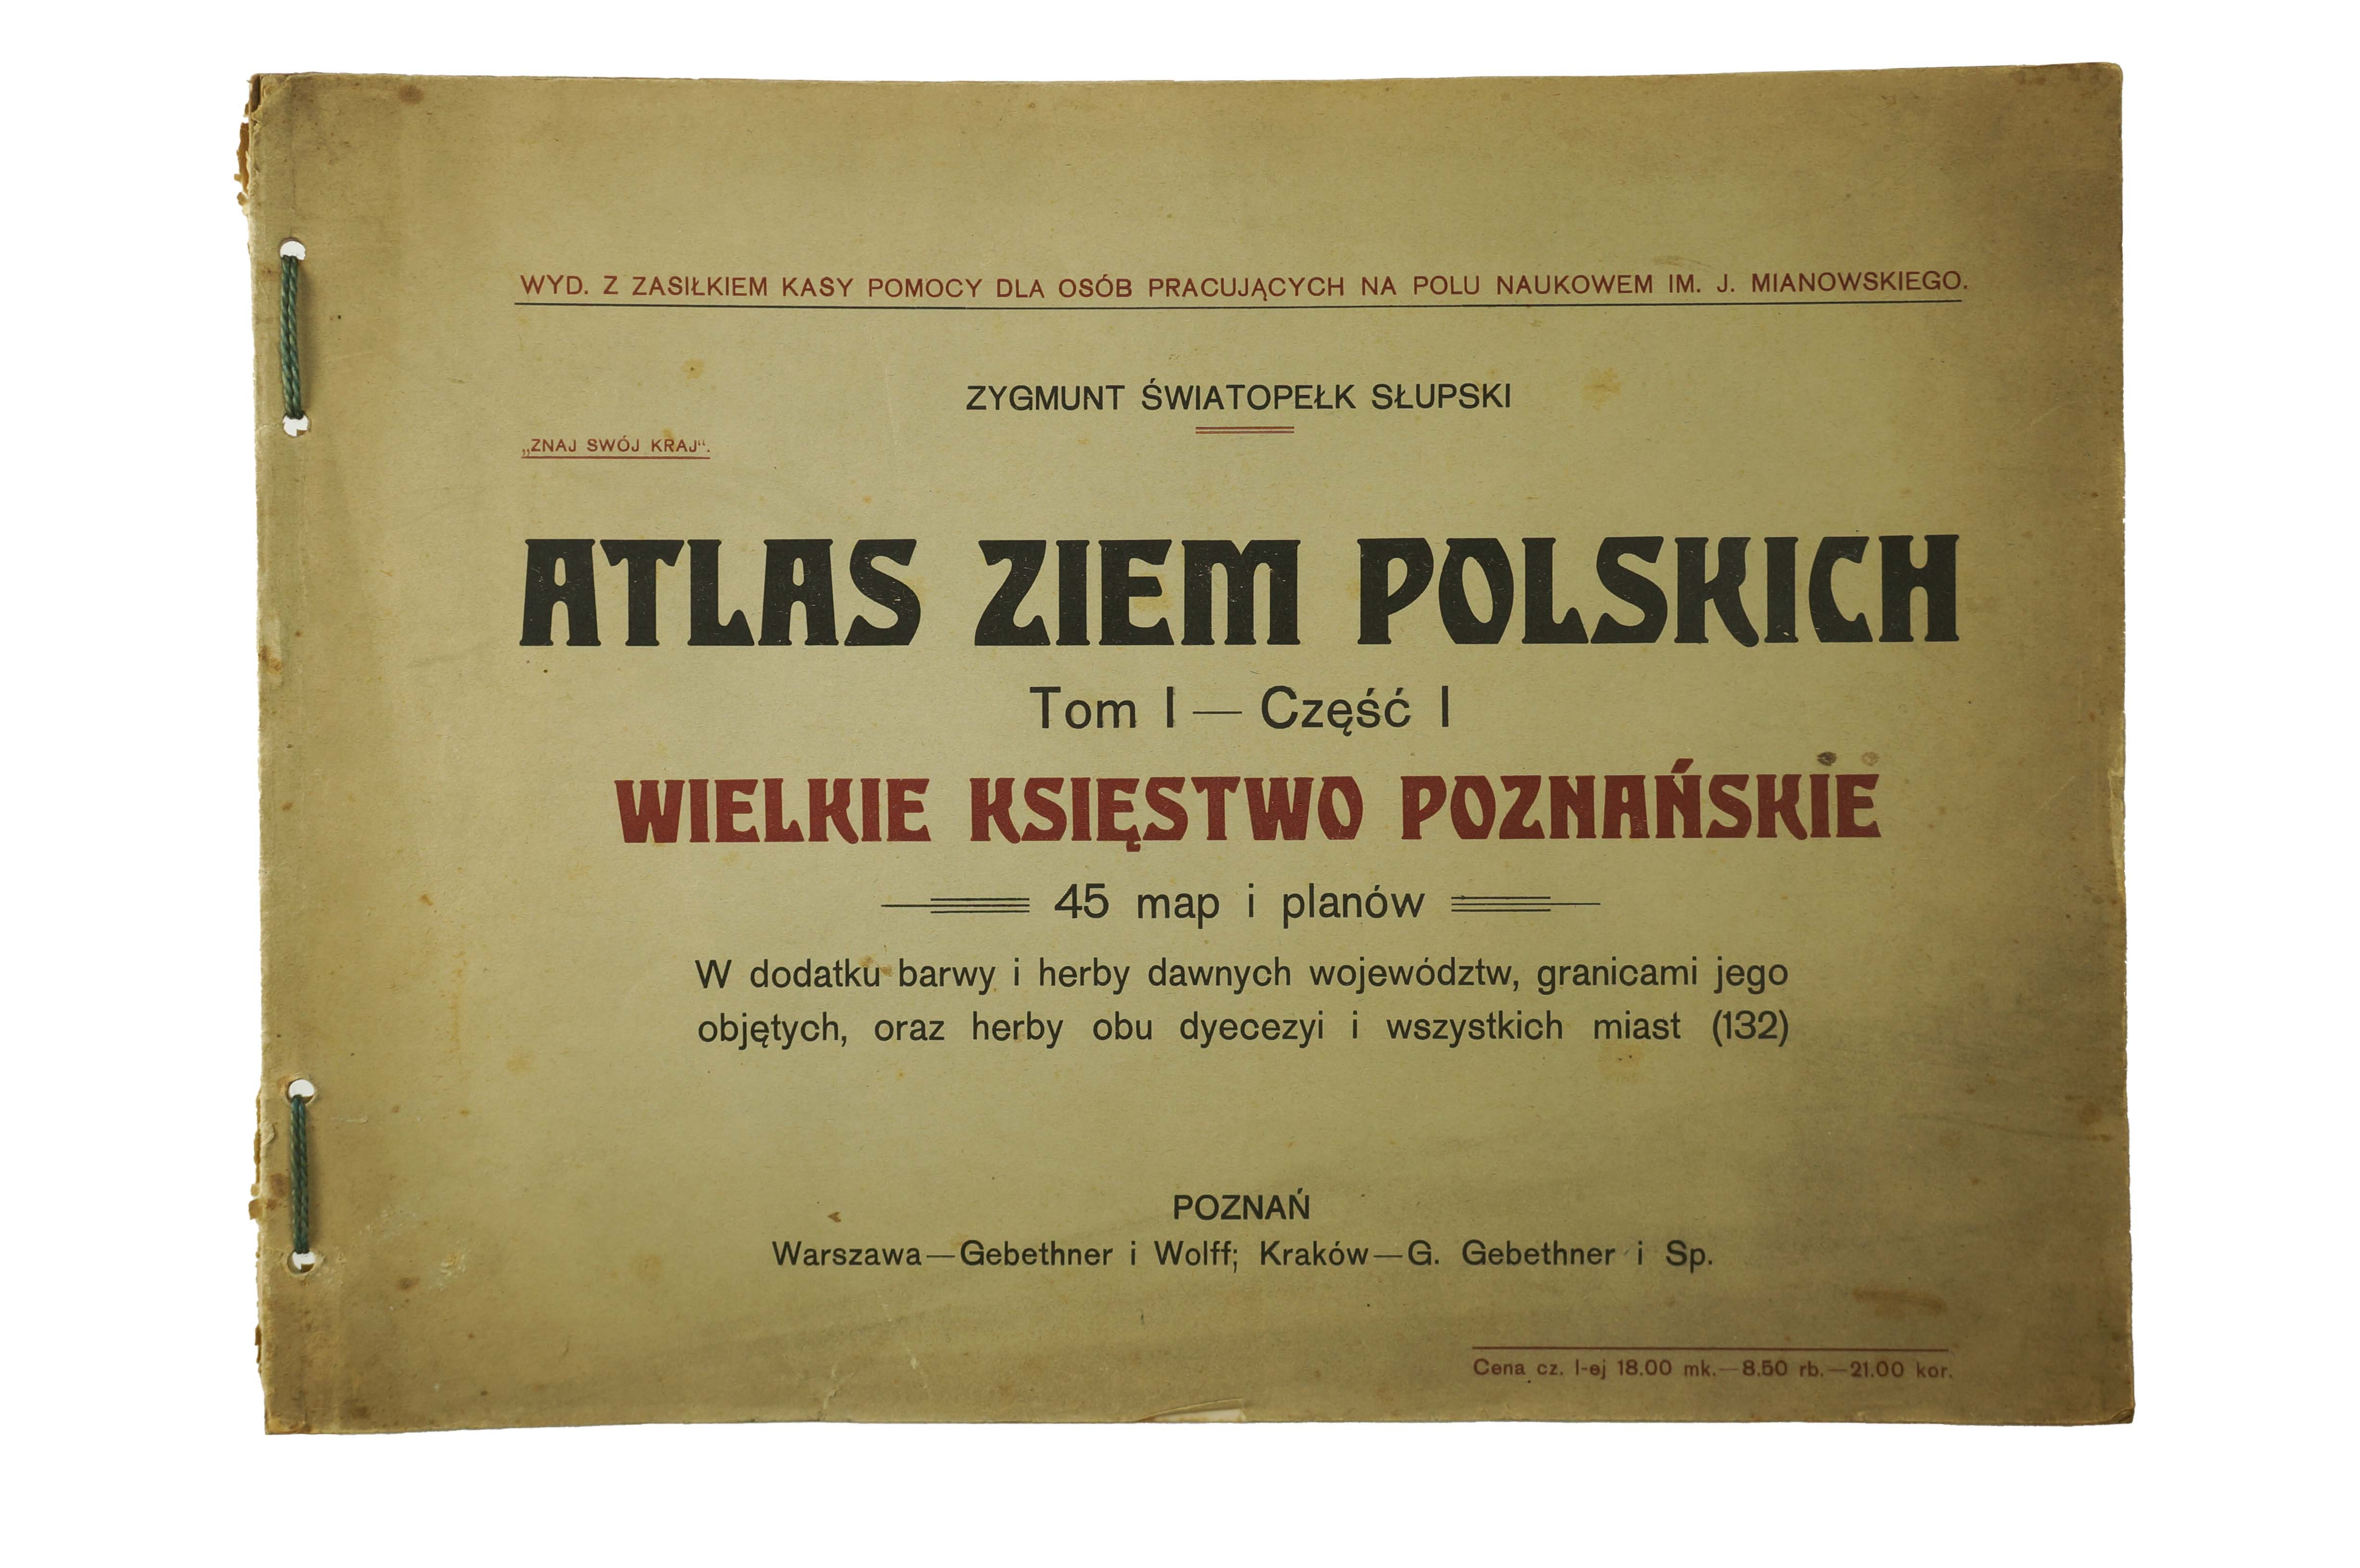 WYD. Z ZASIŁKIEM KASY POMOCY DLA OSÓB PRACUJĄCYCH NA POLU NAUKOWEM IM. J. MIANOWSKIEGO.
ZYGMUNT ŚWIATOPEŁK SŁUPSKI
„ZNAJ SWÓJ KRAJ“.
ATLAS ZIEM POLSKICH
Tom I — Część I
WIELKIE KSIĘSTWO POZNAŃSKIE
45 map i planów
W dodatku barwy i herby dawnych województw, granicami jego
objętych, oraz herby obu dyecezyi i wszystkich miast (132)
POZNAŃ
Warszawa—Gebethner i Wolff; Kraków—G. Gebethner i Sp.
Cena cz. I-ej 18.00 mk.—8.50 rb.—21.00 kor.